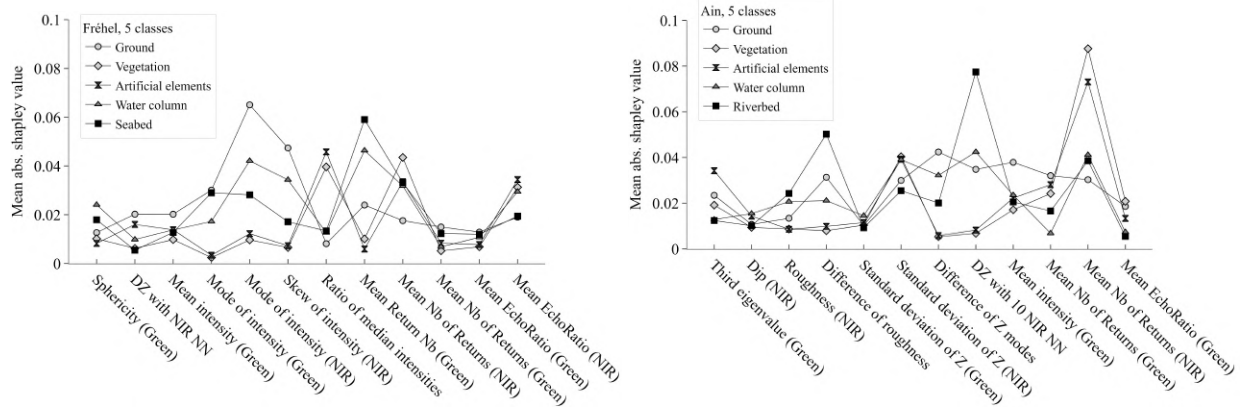 Mean abs. shapley value
0.1
0.08
0.06
0.04
0.02
0
Fréhel, 5 classes
Ground
Vegetation
Artificial elements
Water column
Seabed
Sphericity (Green)
DZ with NIR NN
Mean intensity (Green)
Mode of intensity (Green)
Mode of intensity (NIR)
Skew of intensity (NIR)
Ratio of median intensities
Mean Return Nb (Green)
Mean Nb of Returns (NIR)
Mean Nb of Returns (Green)
Mean EchoRatio (Green)
Mean EchoRatio (NIR)
Mean abs. shapley value
0.1
0.08
0.06
0.04
0.02
0
Ain, 5 classes
Ground
Vegetation
Artificial elements
Water column
Riverbed
Third eigenvalue (Green)
Dip (NIR)
Roughness (NIR)
Difference of roughness
Standard deviation of Z (Green)
Standard deviation of Z (NIR)
Difference of Z modes
DZ with 10 NIR NN
Mean intensity (Green)
Mean Nb of Returns (Green)
Mean Nb of Returns (NIR)
Mean EchoRatio (Green)